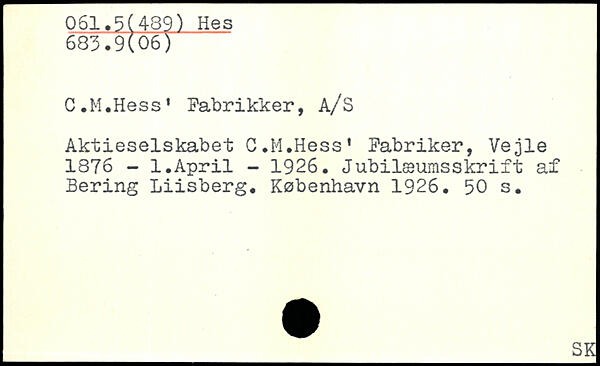 061.5(489) Hes
683.9(06)
C.M.Hess' Fabrikker, A/S
Aktieselskabet C.M.Hess' Fabriker, Vejle
1876 - 1.April - 1926. Jubilæumsskrift af
Bering Liisberg. København 1926. 50 s.
SK